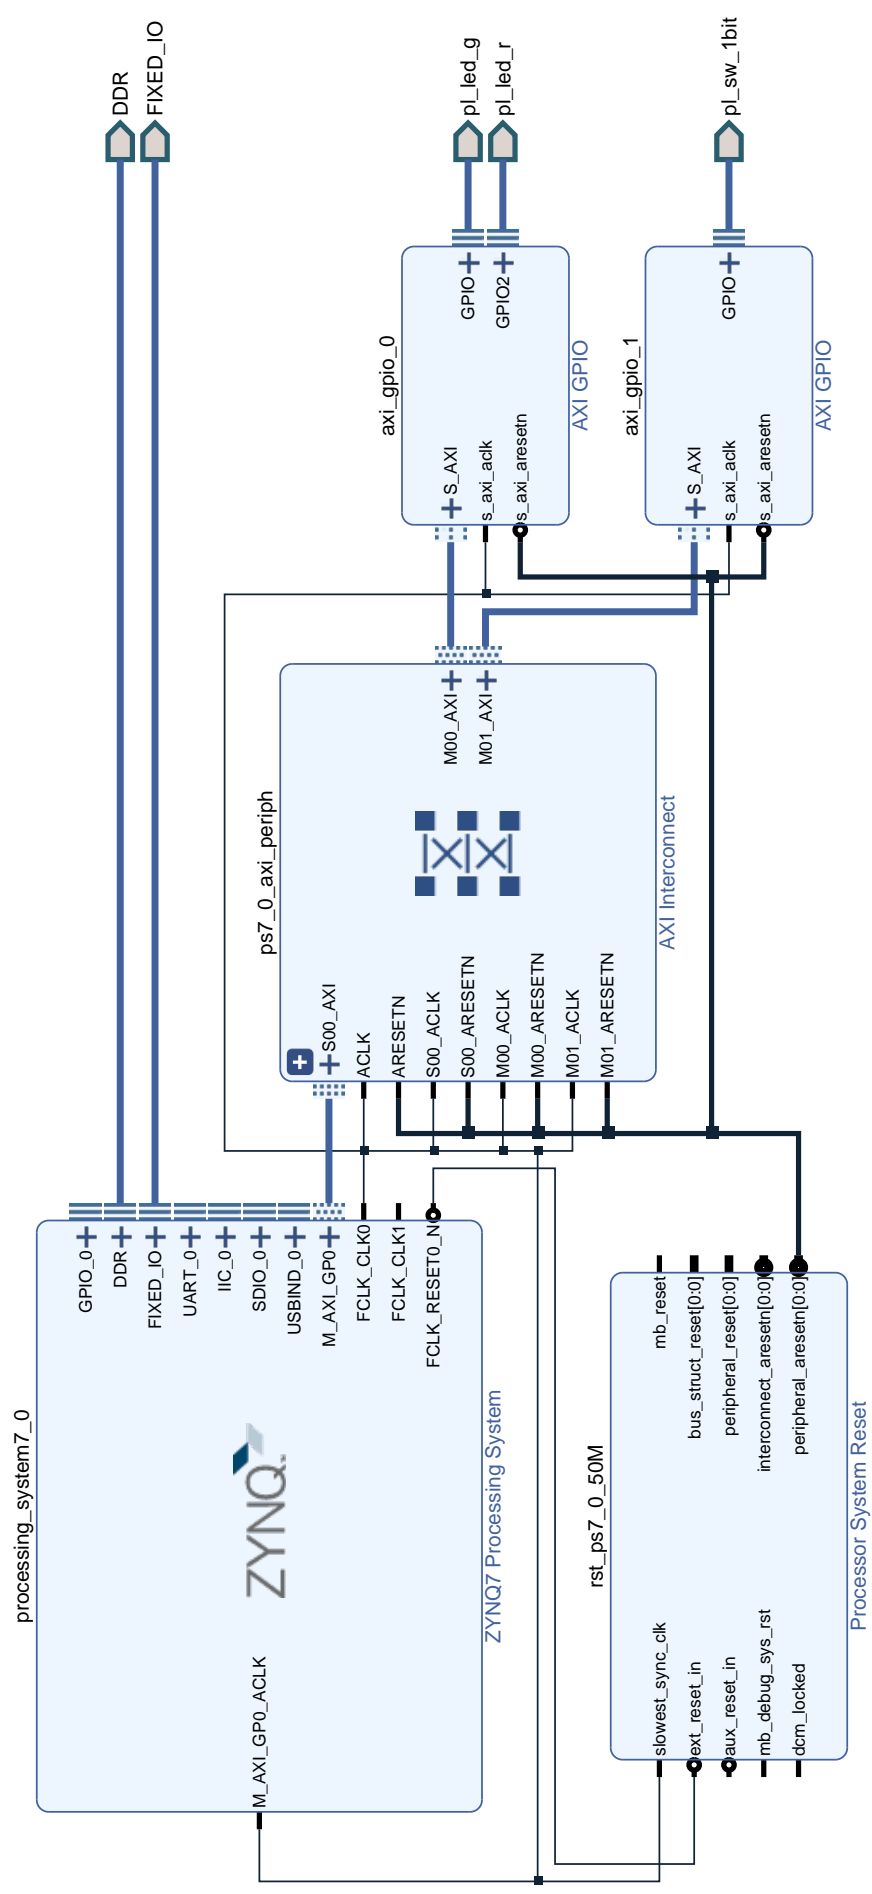 processing_system7_0
M_AXI_GP0_ACLK
ZYNQ.
GPIO_0
DDR
FIXED_IO
UART_0
IIC_0
SDIO_0
USBIND_0
M_AXI_GP0
FCLK_CLK0
FCLK_CLK1
FCLK_RESET0_N
ZYNQ7 Processing System
rst_ps7_0_50M
slowest_sync_clk
ext_reset_in
aux_reset_in
mb_debug_sys_rst
dcm_locked
mb_reset
bus_struct_reset[0:0]
peripheral_reset[0:0]
interconnect_aresetn[0:0]
peripheral_aresetn[0:0]
Processor System Reset
ps7_0_axi_periph
S00_AXI
ACLK
ARESETN
S00_ACLK
S00_ARESETN
M00_ACLK
M00_ARESETN
M01_ACLK
M01_ARESETN
M00_AXI
M01_AXI
AXI Interconnect
axi_gpio_0
S_AXI
s_axi_aclk
s_axi_aresetn
GPIO
GPIO2
AXI GPIO
axi_gpio_1
S_AXI
s_axi_aclk
s_axi_aresetn
GPIO
AXI GPIO
DDR
FIXED_IO
pl_led_g
pl_led_r
pl_sw_1bit